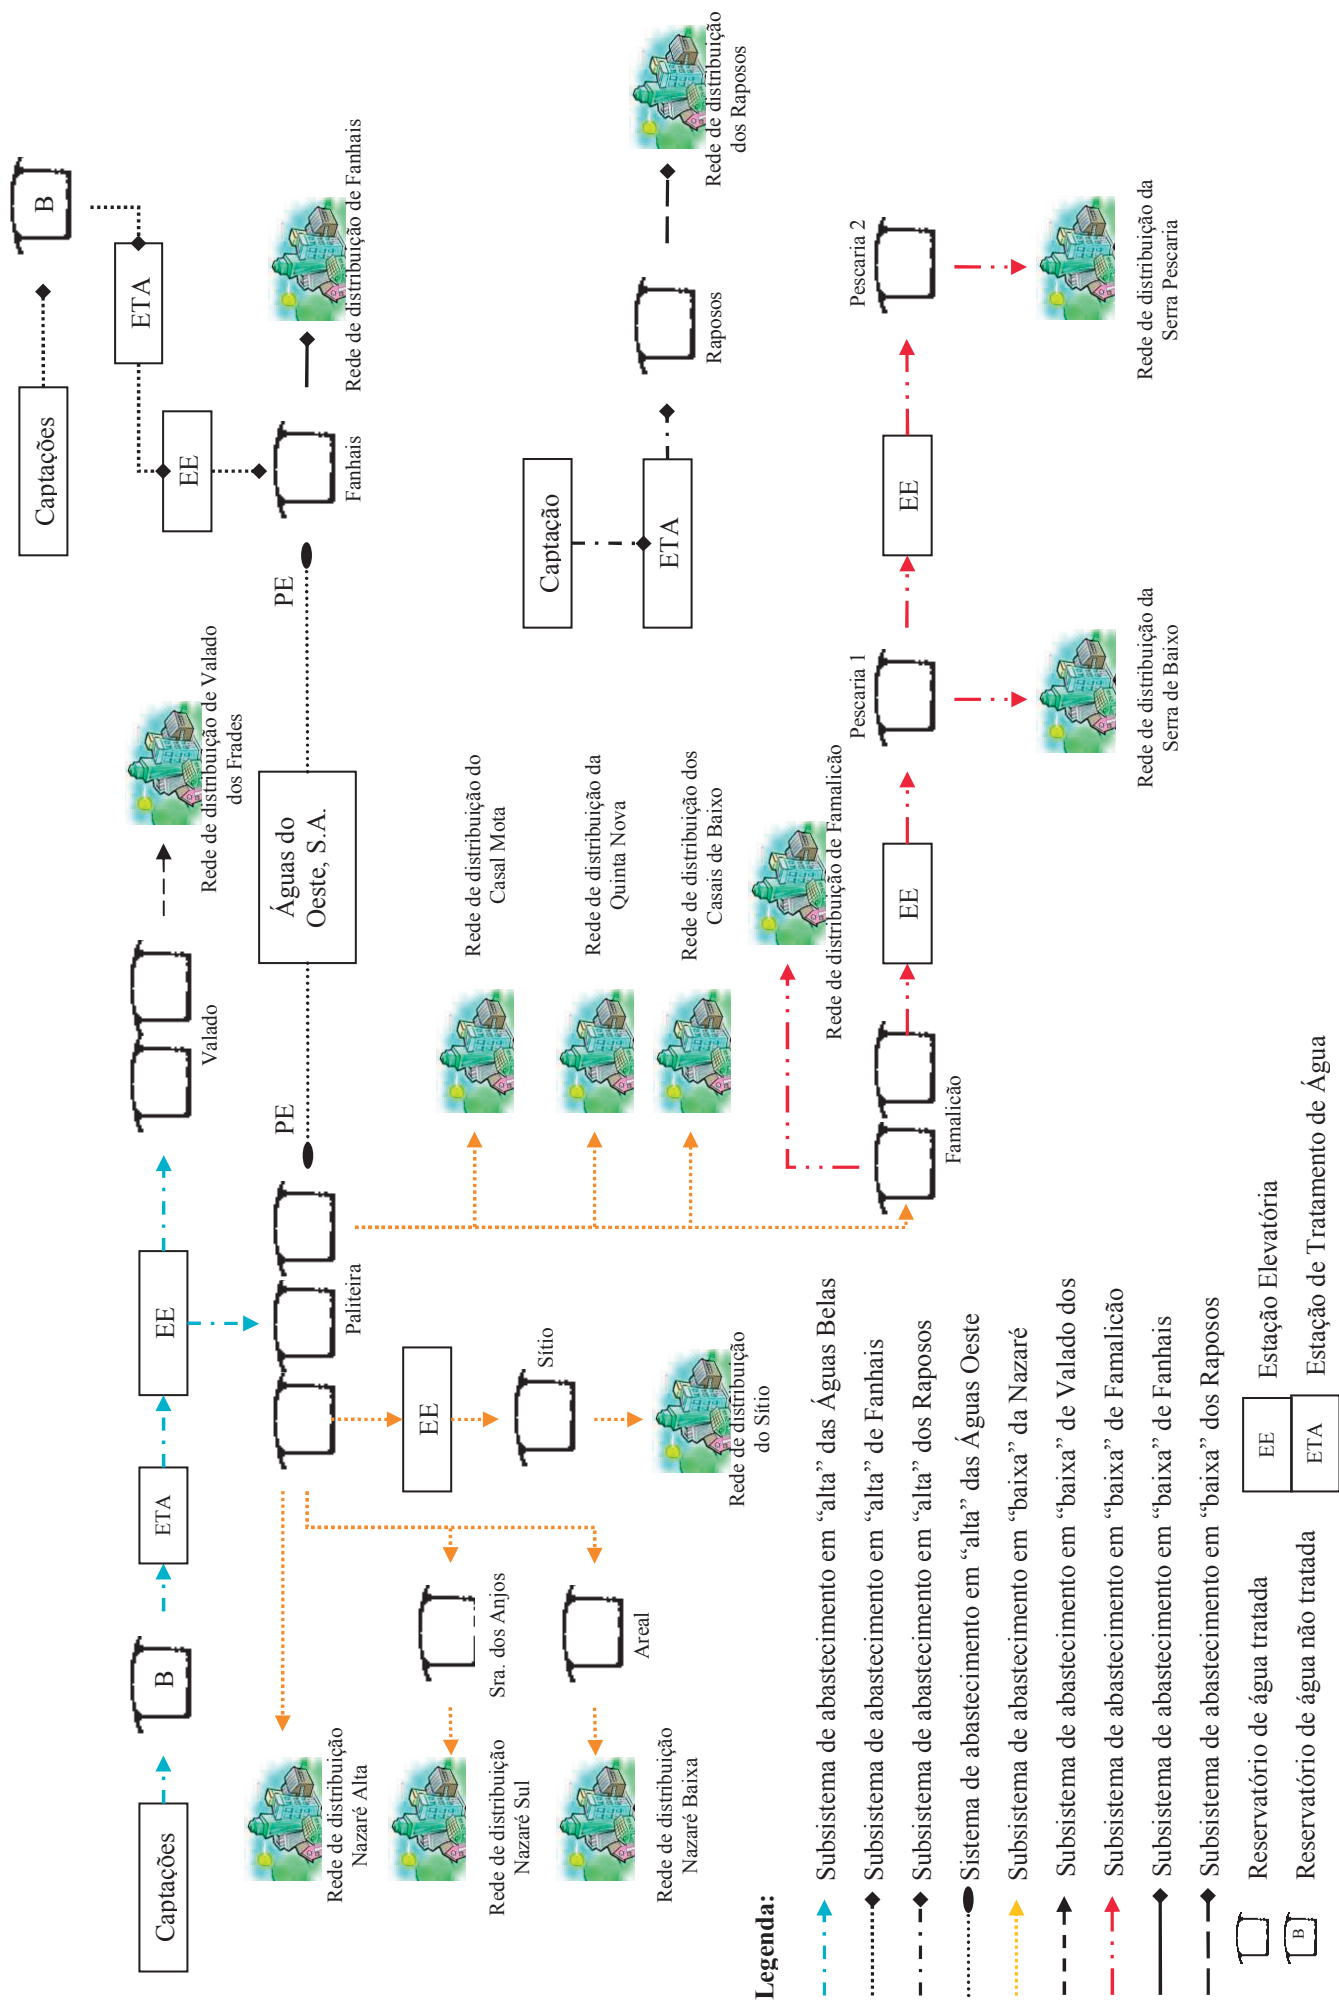 Captações
B
ETA
EE
Valado
Rede de distribuição de Valado
dos Frades
Captações
B
ETA
EE
Fanhais
Rede de distribuição de Fanhais
Paliteira
PE
Águas do
Oeste, S.A.
PE
Rede de distribuição
Nazaré Alta
Sra. dos Anjos
Rede de distribuição
Nazaré Sul
Areal
Rede de distribuição
Nazaré Baixa
EE
Sítio
Rede de distribuição
do Sítio
Rede de distribuição do
Casal Mota
Rede de distribuição da
Quinta Nova
Rede de distribuição dos
Casais de Baixo
Captação
ETA
Raposos
Rede de distribuição
dos Raposos
Famalicão
Rede de distribuição de Famalicão
EE
Pescaria 1
Rede de distribuição da
Serra de Baixo
EE
Pescaria 2
Rede de distribuição da
Serra Pescaria
Legenda:
Subsistema de abastecimento em “alta” das Águas Belas
Subsistema de abastecimento em “alta” de Fanhais
Subsistema de abastecimento em “alta” dos Raposos
Sistema de abastecimento em “alta” das Águas Oeste
Subsistema de abastecimento em “baixa” da Nazaré
Subsistema de abastecimento em “baixa” de Valado dos
Subsistema de abastecimento em “baixa” de Famalicão
Subsistema de abastecimento em “baixa” de Fanhais
Subsistema de abastecimento em “baixa” dos Raposos
Reservatório de água tratada
EE Estação Elevatória
B Reservatório de água não tratada
ETA Estação de Tratamento de Água